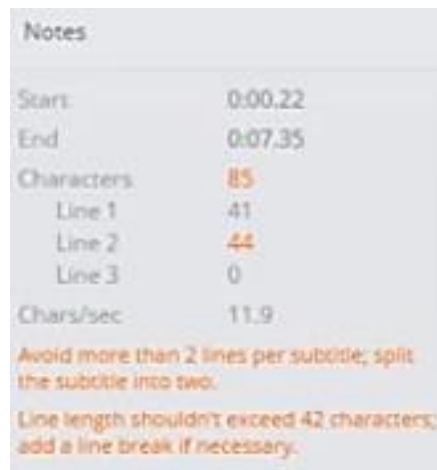 Notes
Start 0:00.22
End 0:07.35
Characters 85
Line 1 41
Line 2 44
Line 3 0
Chars/sec 11.9
Avoid more than 2 lines per subtitle; split
the subtitle into two.
Line length shouldn't exceed 42 characters;
add a line break if necessary.